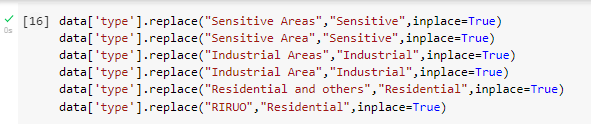 [16] data['type'].replace("Sensitive Areas","Sensitive",inplace=True)
data['type'].replace("Sensitive Area","Sensitive",inplace=True)
data['type'].replace("Industrial Areas","Industrial",inplace=True)
data['type'].replace("Industrial Area","Industrial",inplace=True)
data['type'].replace("Residential and others","Residential",inplace=True)
0s data['type'].replace("RIRUO","Residential",inplace=True)